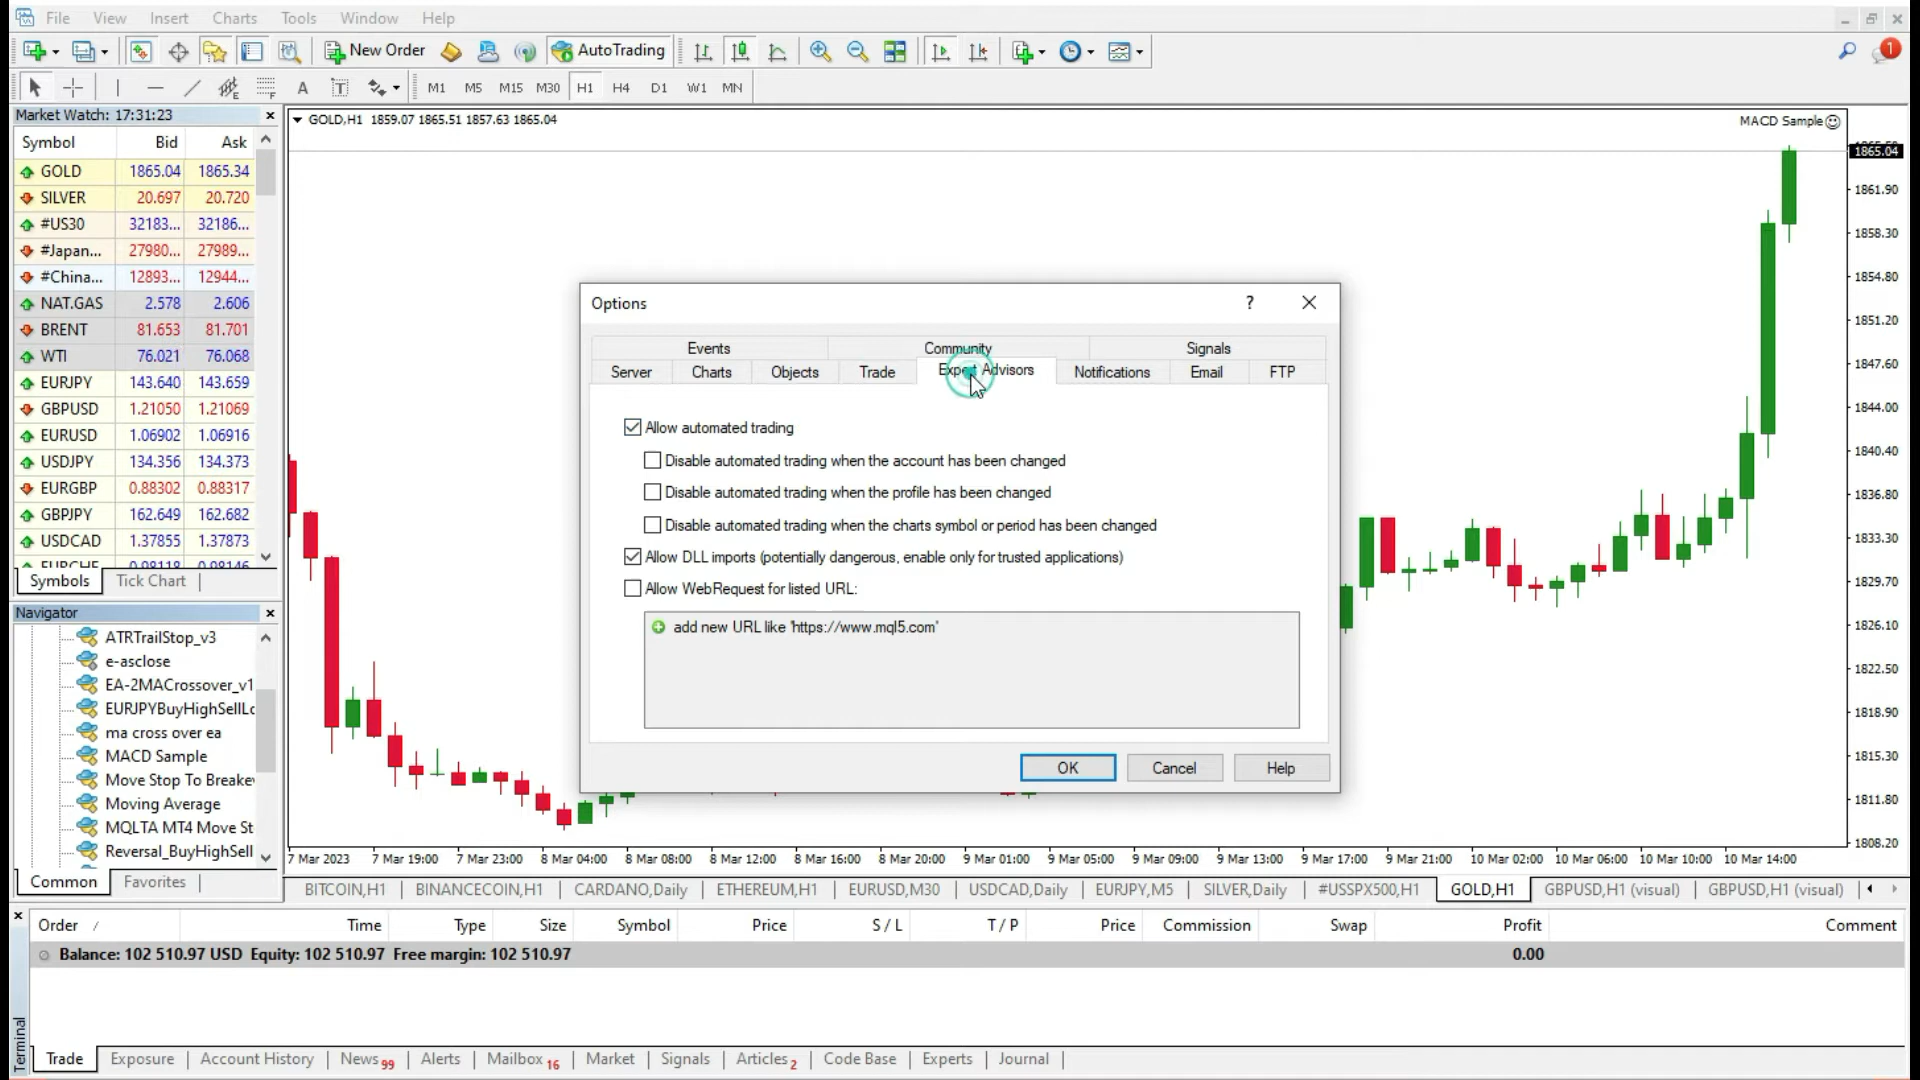 File View Insert Charts Tools Window Help
New Order AutoTrading 1
A T M1 M5 M15 M30 H1 H4 D1 W1 MN
Market Watch: 17:31:23
Symbol Bid Ask
GOLD 1865.04 1865.34
SILVER 20.697 20.720
#US30 32183... 32186...
#Japan... 27980... 27989...
#China... 12893... 12944...
NAT.GAS 2.578 2.606
BRENT 81.653 81.701
WTI 76.021 76.068
EURJPY 143.640 143.659
GBPUSD 1.21050 1.21069
EURUSD 1.06902 1.06916
USDJPY 134.356 134.373
EURGBP 0.88302 0.88317
GBPJPY 162.649 162.682
USDCAD 1.37855 1.37873
Symbols Tick Chart
Navigator
ATRTrailStop_v3
e-asclose
EA-2MACrossover_v1
EURJPYBuyHighSellLo
ma cross over ea
MACD Sample
Move Stop To Breakev
Moving Average
MQLTA MT4 Move St
Reversal_BuyHighSell
Common Favorites
GOLD,H1 1859.07 1865.51 1857.63 1865.04
MACD Sample
1865.04
1861.90
1858.30
1854.80
1851.20
1847.60
1844.00
1840.40
1836.80
1833.30
1829.70
1826.10
1822.50
1818.90
1815.30
1811.80
1808.20
Options ?
Events Community Signals
Server Charts Objects Trade Expert Advisors Notifications Email FTP
Allow automated trading
Disable automated trading when the account has been changed
Disable automated trading when the profile has been changed
Disable automated trading when the charts symbol or period has been changed
Allow DLL imports (potentially dangerous, enable only for trusted applications)
Allow WebRequest for listed URL:
add new URL like 'https://www.mql5.com'
OK Cancel Help
7 Mar 2023 7 Mar 19:00 7 Mar 23:00 8 Mar 04:00 8 Mar 08:00 8 Mar 12:00 8 Mar 16:00 8 Mar 20:00 9 Mar 01:00 9 Mar 05:00 9 Mar 09:00 9 Mar 13:00 9 Mar 17:00 9 Mar 21:00 10 Mar 02:00 10 Mar 06:00 10 Mar 10:00 10 Mar 14:00
BITCOIN,H1 BINANCECOIN,H1 CARDANO,Daily ETHEREUM,H1 EURUSD,M30 USDCAD,Daily EURJPY,M5 SILVER,Daily #USSPX500,H1 GOLD,H1 GBPUSD,H1 (visual) GBPUSD,H1 (visual)
Order / Time Type Size Symbol Price S / L T / P Price Commission Swap Profit Comment
Balance: 102 510.97 USD Equity: 102 510.97 Free margin: 102 510.97 0.00
Terminal
Trade Exposure Account History News 99 Alerts Mailbox 16 Market Signals Articles 2 Code Base Experts Journal